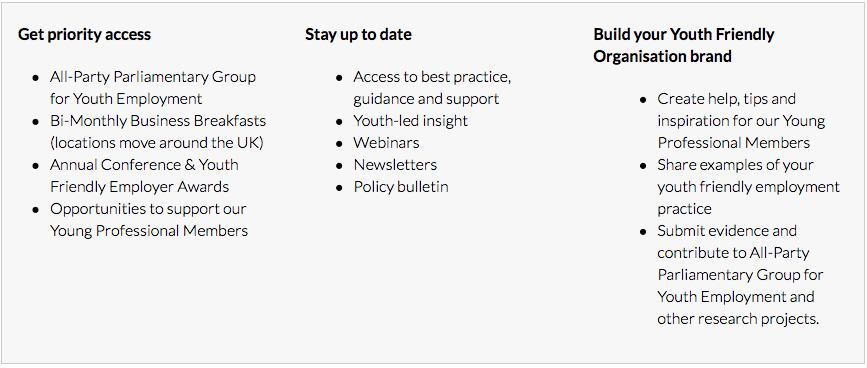 Get priority access
All-Party Parliamentary Group
for Youth Employment
Bi-Monthly Business Breakfasts
(locations move around the UK)
Annual Conference & Youth
Friendly Employer Awards
Opportunities to support our
Young Professional Members
Stay up to date
Access to best practice,
guidance and support
Youth-led insight
Webinars
Newsletters
Policy bulletin
Build your Youth Friendly
Organisation brand
Create help, tips and
inspiration for our Young
Professional Members
Share examples of your
youth friendly employment
practice
Submit evidence and
contribute to All-Party
Parliamentary Group for
Youth Employment and
other research projects.